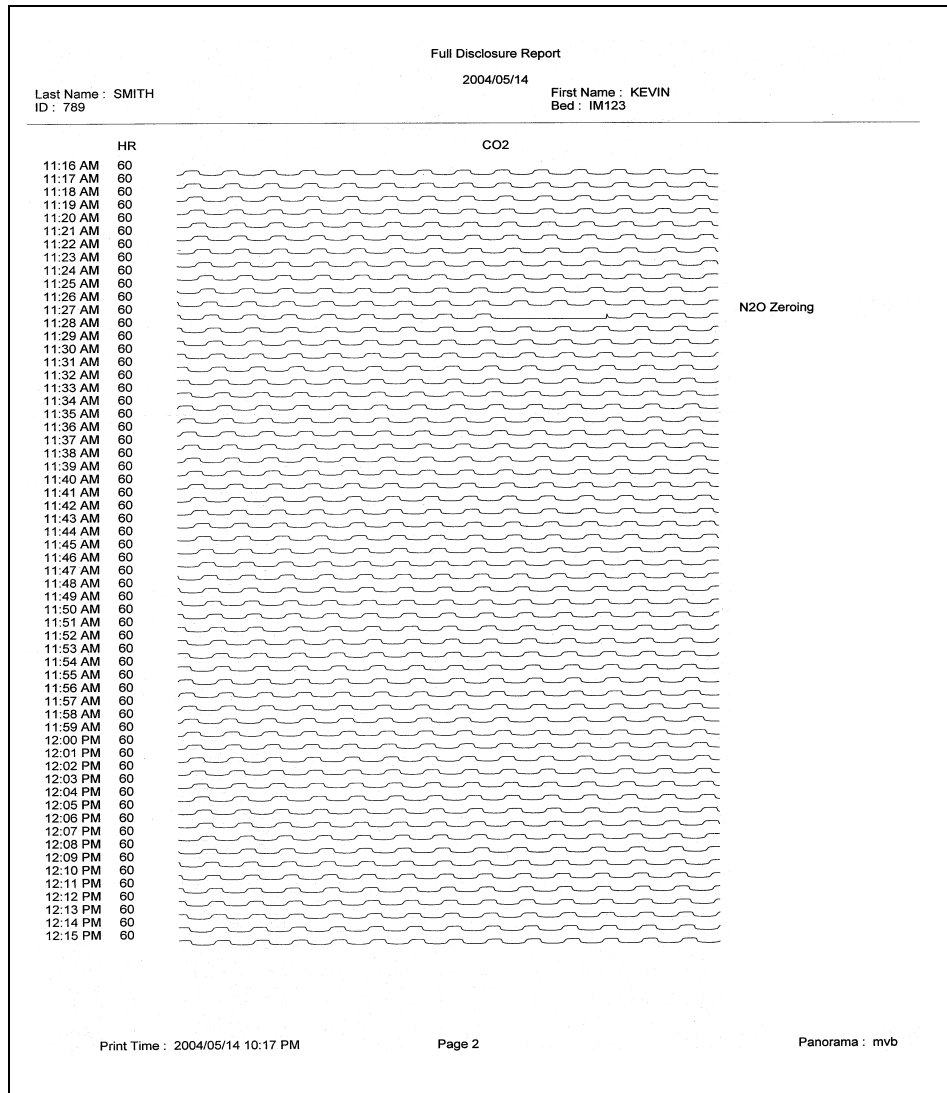 Full Disclosure Report
2004/05/14
Last Name : SMITH First Name : KEVIN
ID : 789 Bed : IM123
HR CO2
11:16 AM 60
11:17 AM 60
11:18 AM 60
11:19 AM 60
11:20 AM 60
11:21 AM 60
11:22 AM 60
11:23 AM 60
11:24 AM 60
11:25 AM 60
11:26 AM 60
11:27 AM 60 N2O Zeroing
11:28 AM 60
11:29 AM 60
11:30 AM 60
11:31 AM 60
11:32 AM 60
11:33 AM 60
11:34 AM 60
11:35 AM 60
11:36 AM 60
11:37 AM 60
11:38 AM 60
11:39 AM 60
11:40 AM 60
11:41 AM 60
11:42 AM 60
11:43 AM 60
11:44 AM 60
11:45 AM 60
11:46 AM 60
11:47 AM 60
11:48 AM 60
11:49 AM 60
11:50 AM 60
11:51 AM 60
11:52 AM 60
11:53 AM 60
11:54 AM 60
11:55 AM 60
11:56 AM 60
11:57 AM 60
11:58 AM 60
11:59 AM 60
12:00 PM 60
12:01 PM 60
12:02 PM 60
12:03 PM 60
12:04 PM 60
12:05 PM 60
12:06 PM 60
12:07 PM 60
12:08 PM 60
12:09 PM 60
12:10 PM 60
12:11 PM 60
12:12 PM 60
12:13 PM 60
12:14 PM 60
12:15 PM 60
Print Time : 2004/05/14 10:17 PM Page 2 Panorama : mvb